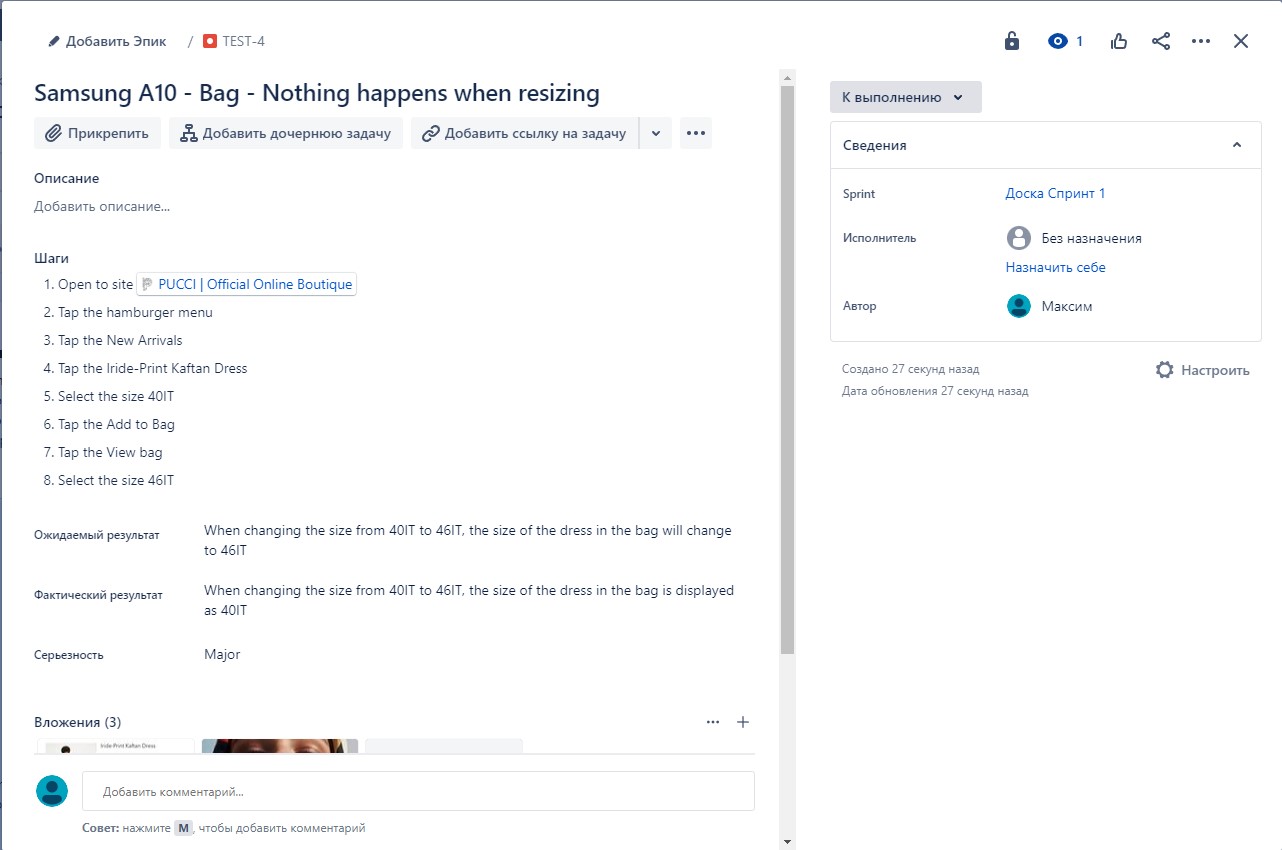 Добавить Эпик / TEST-4
1
Samsung A10 - Bag - Nothing happens when resizing
Прикрепить
Добавить дочернюю задачу
Добавить ссылку на задачу
Описание
Добавить описание...
Шаги
1. Open to site PUCCI | Official Online Boutique
2. Tap the hamburger menu
3. Tap the New Arrivals
4. Tap the Iride-Print Kaftan Dress
5. Select the size 40IT
6. Tap the Add to Bag
7. Tap the View bag
8. Select the size 46IT
Ожидаемый результат
When changing the size from 40IT to 46IT, the size of the dress in the bag will change
to 46IT
Фактический результат
When changing the size from 40IT to 46IT, the size of the dress in the bag is displayed
as 40IT
Серьезность
Major
Вложения (3)
Iride-Print Kaftan Dress
Добавить комментарий...
Совет: нажмите M, чтобы добавить комментарий
К выполнению
Сведения
Sprint
Доска Спринт 1
Исполнитель
Без назначения
Назначить себе
Автор
Максим
Создано 27 секунд назад
Дата обновления 27 секунд назад
Настроить